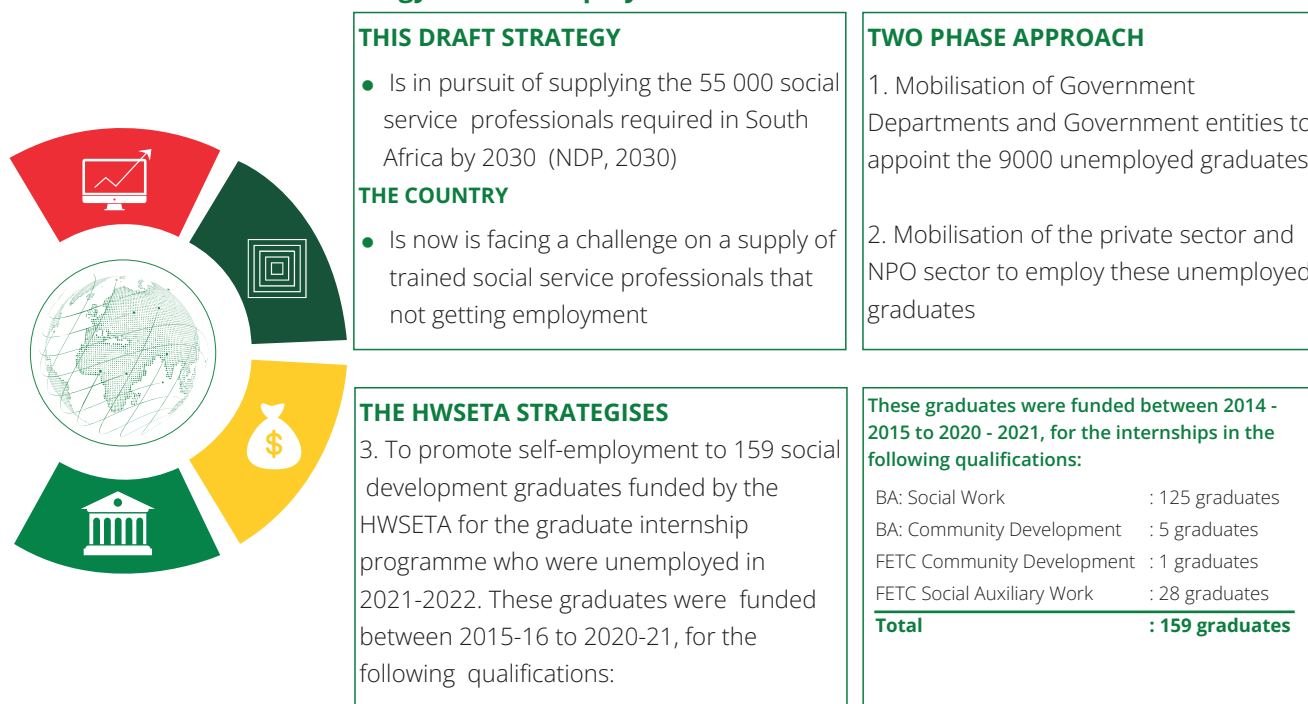 THIS DRAFT STRATEGY
● Is in pursuit of supplying the 55 000 social
service professionals required in South
Africa by 2030 (NDP, 2030)
THE COUNTRY
● Is now is facing a challenge on a supply of
trained social service professionals that
not getting employment
TWO PHASE APPROACH
1. Mobilisation of Government
Departments and Government entities to
appoint the 9000 unemployed graduates
2. Mobilisation of the private sector and
NPO sector to employ these unemployed
graduates
THE HWSETA STRATEGISES
3. To promote self-employment to 159 social
development graduates funded by the
HWSETA for the graduate internship
programme who were unemployed in
2021-2022. These graduates were funded
between 2015-16 to 2020-21, for the
following qualifications:
These graduates were funded between 2014 -
2015 to 2020 - 2021, for the internships in the
following qualifications:
BA: Social Work : 125 graduates
BA: Community Development : 5 graduates
FETC Community Development : 1 graduates
FETC Social Auxiliary Work : 28 graduates
Total : 159 graduates